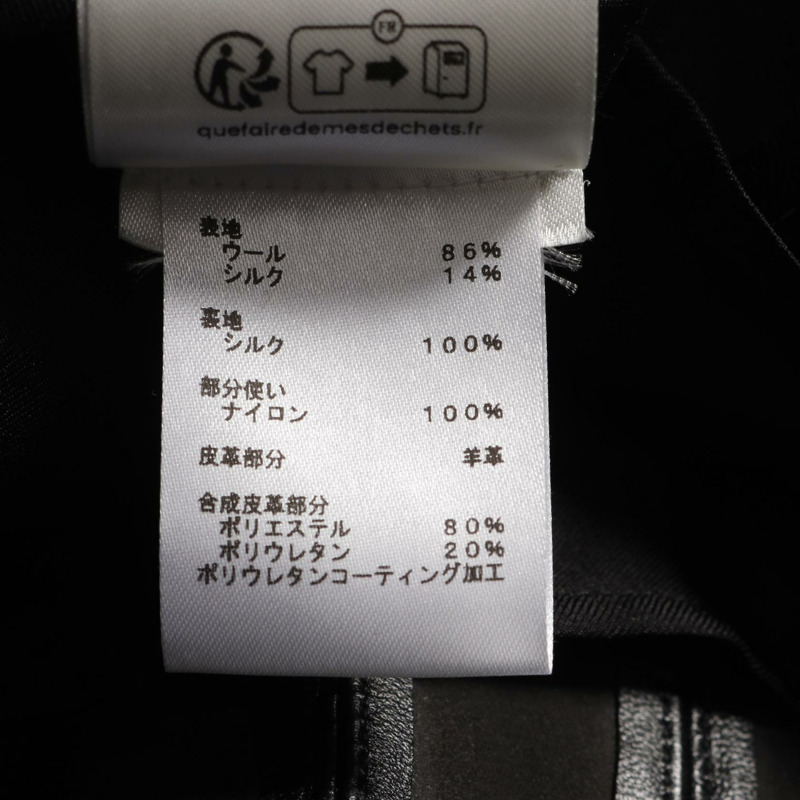 FR
quefairedemesdechets.fr
表地
ウール 86%
シルク 14%
裏地
シルク 100%
部分使い
ナイロン 100%
皮革部分 羊革
合成皮革部分
ポリエステル 80%
ポリウレタン 20%
ポリウレタンコーティング加工